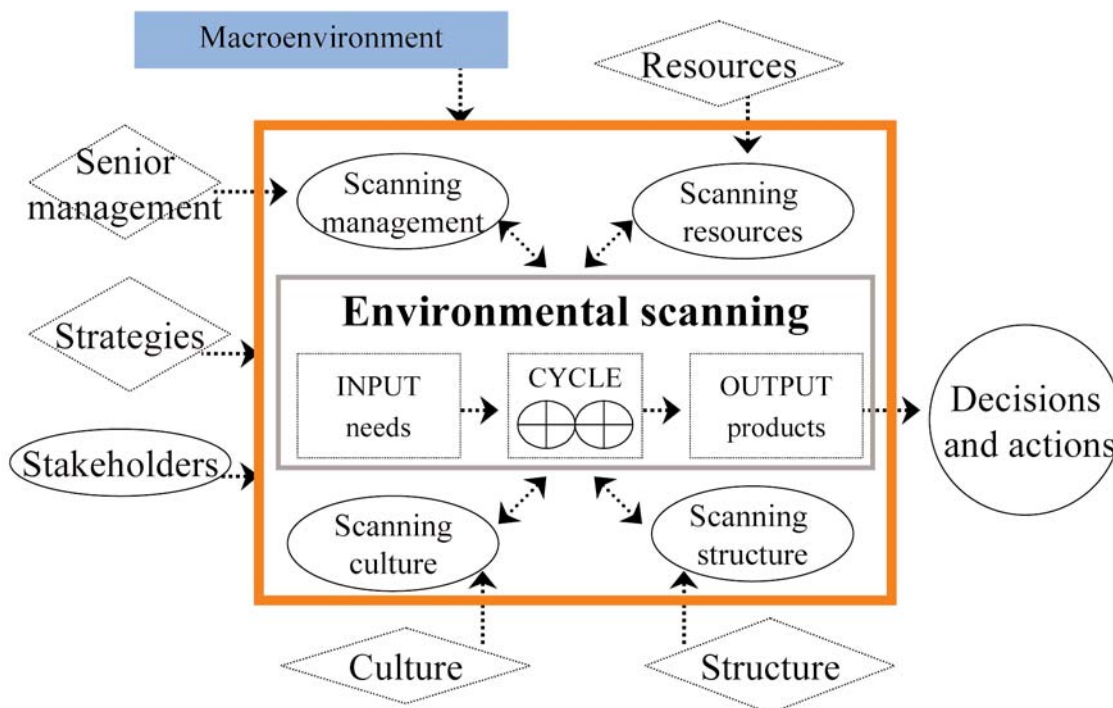 Macroenvironment
Resources
Senior
management
Scanning
management
Scanning
resources
Strategies
Environmental scanning
INPUT
needs
CYCLE
OUTPUT
products
Decisions
and actions
Stakeholders
Scanning
culture
Scanning
structure
Culture
Structure